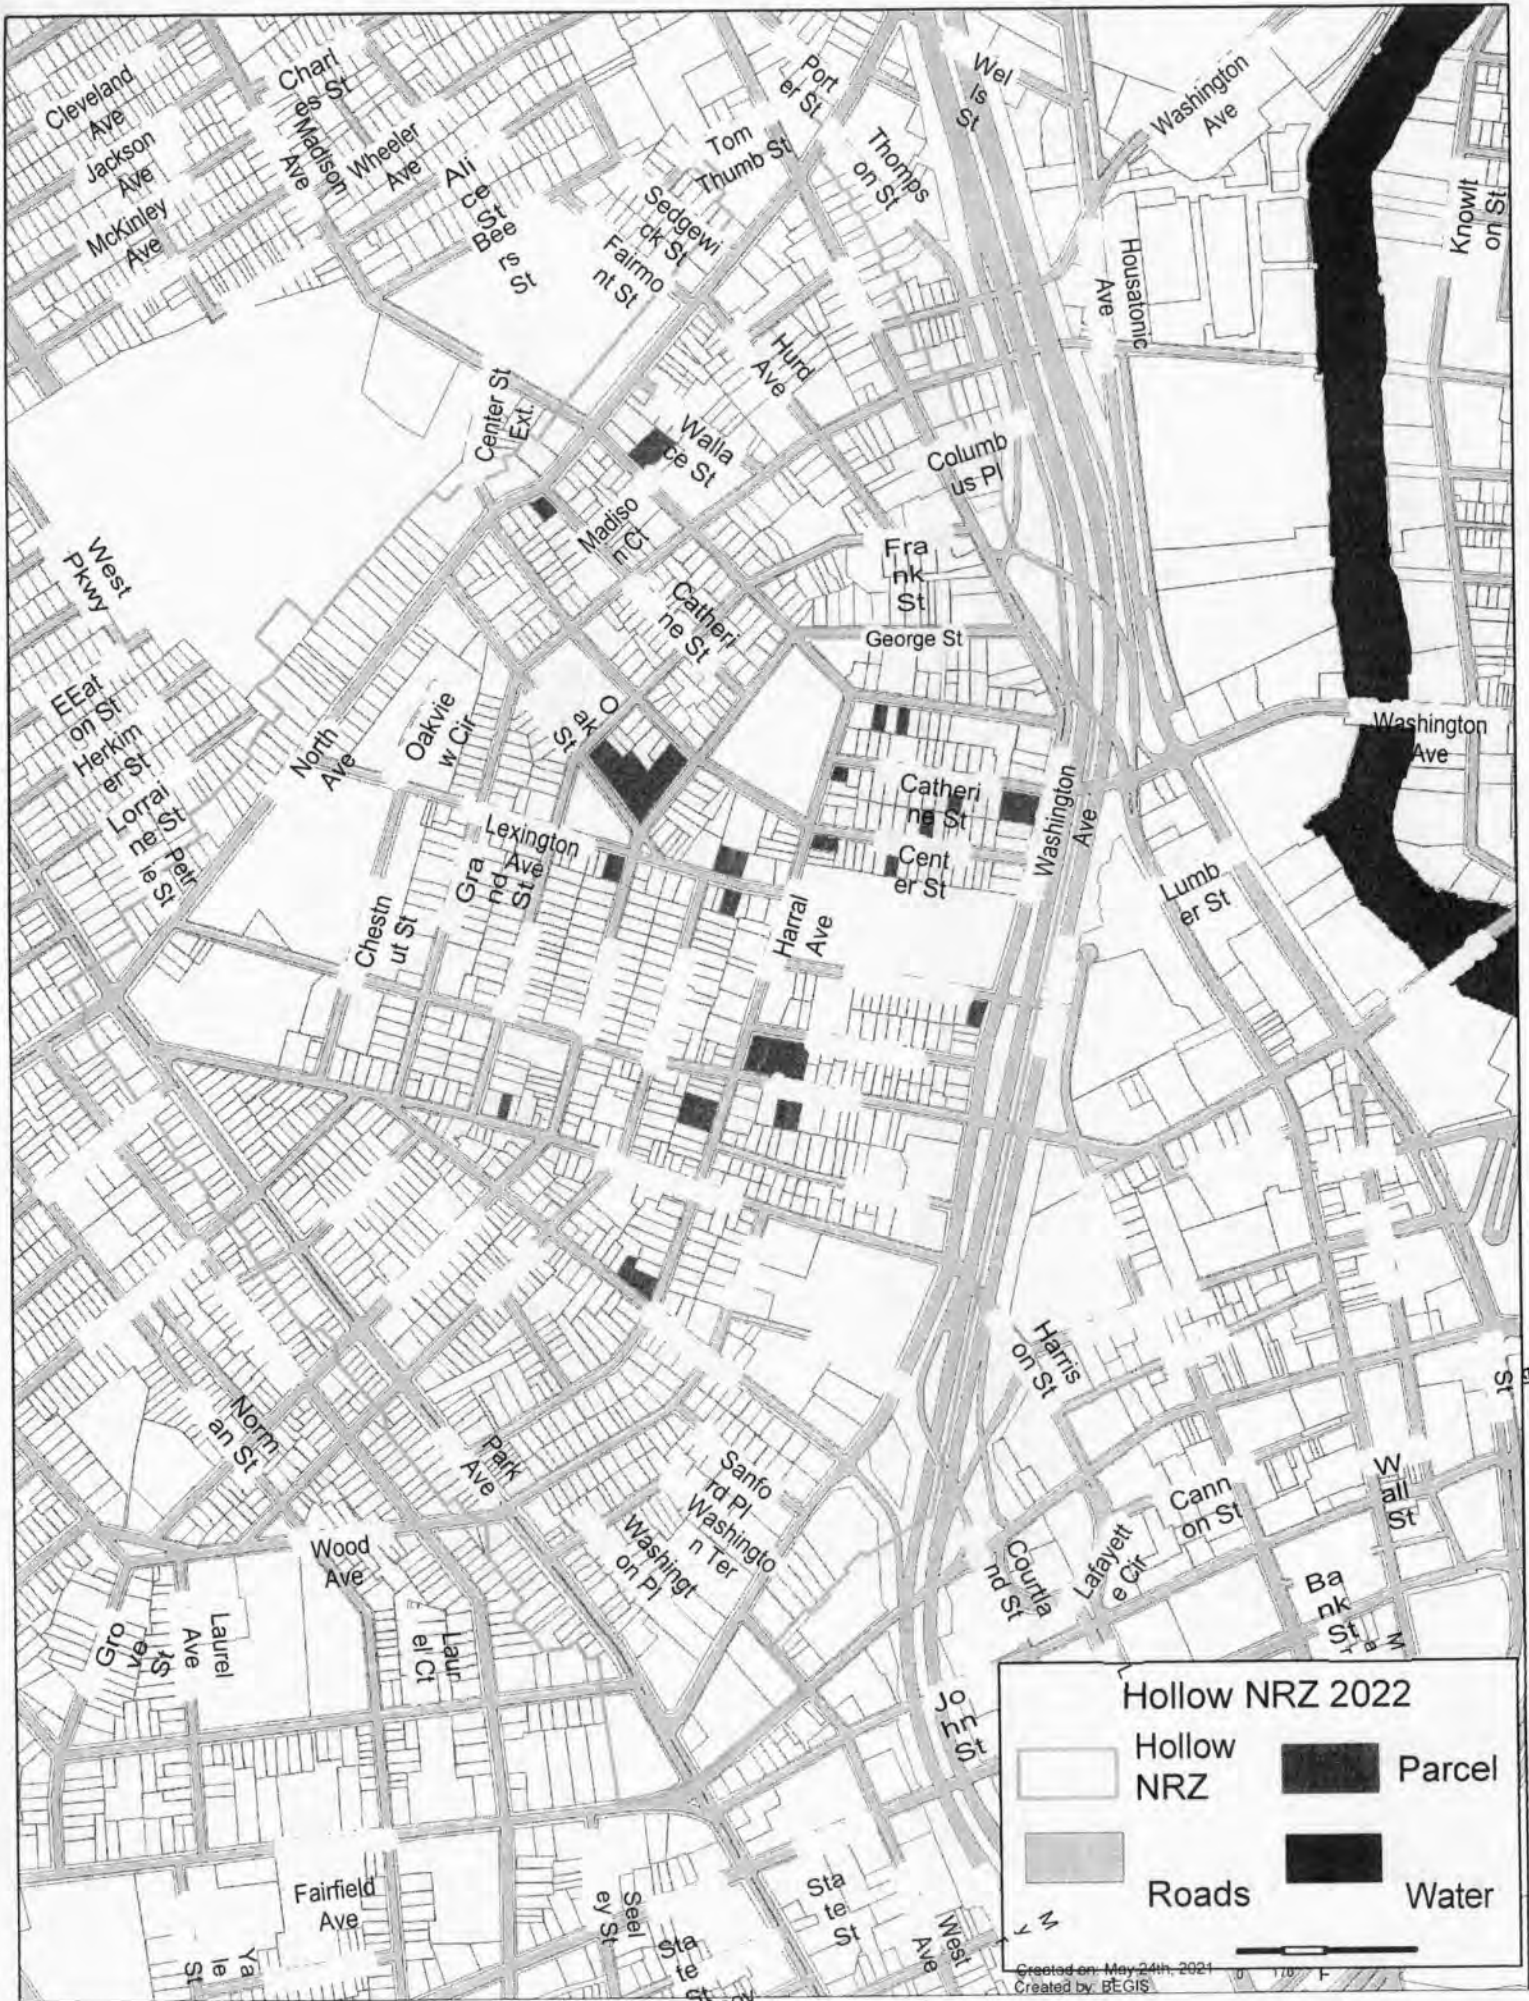 Cleveland
Ave
Jackson
Ave
McKinley
Ave
Charl
es St
Madison
Ave
Wheeler
Ave
Ali
ce
St
Bee
rs
St
Port
er St
Tom
Thumb St
Sedgewi
ck St
Fairmo
nt St
Thomps
on St
Wel
ls
St
Washington
Ave
Knowlt
on St
Housatonic
Ave
Hurd
Ave
Center St
Ext.
Walla
ce St
Columb
us Pl
Madiso
n Ct
Fra
nk
St
West
Pkwy
Catheri
ne St
George St
EEat
on St
Herkim
er St
Lorrai
ne St
Petr
ie St
North
Ave
Oakvie
w Cir
O
ak
St
Washington
Ave
Catheri
ne St
Washington
Ave
Lexington
Ave
Gra
nd
St
Cent
er St
Lumb
er St
Chestn
ut St
Harral
Ave
Harris
on St
St
Norm
an St
Park
Ave
Sanfo
rd Pl
Washingto
n Ter
Washingt
on Pl
Cann
on St
W
all
St
Wood
Ave
Courtla
nd St
Lafayett
e Cir
Ba
nk
St
M
a
r
Gro
ve
St
Laurel
Ave
Laur
el Ct
Jo
hn
St
Fairfield
Ave
Ya
le
St
Seel
ey St
Sta
te
St
Sta
te
St
West
Ave
M
y
r
Hollow NRZ 2022
Hollow
NRZ
Parcel
Roads
Water
Created on: May 24th, 2021
Created by: BEGIS
0 170 F